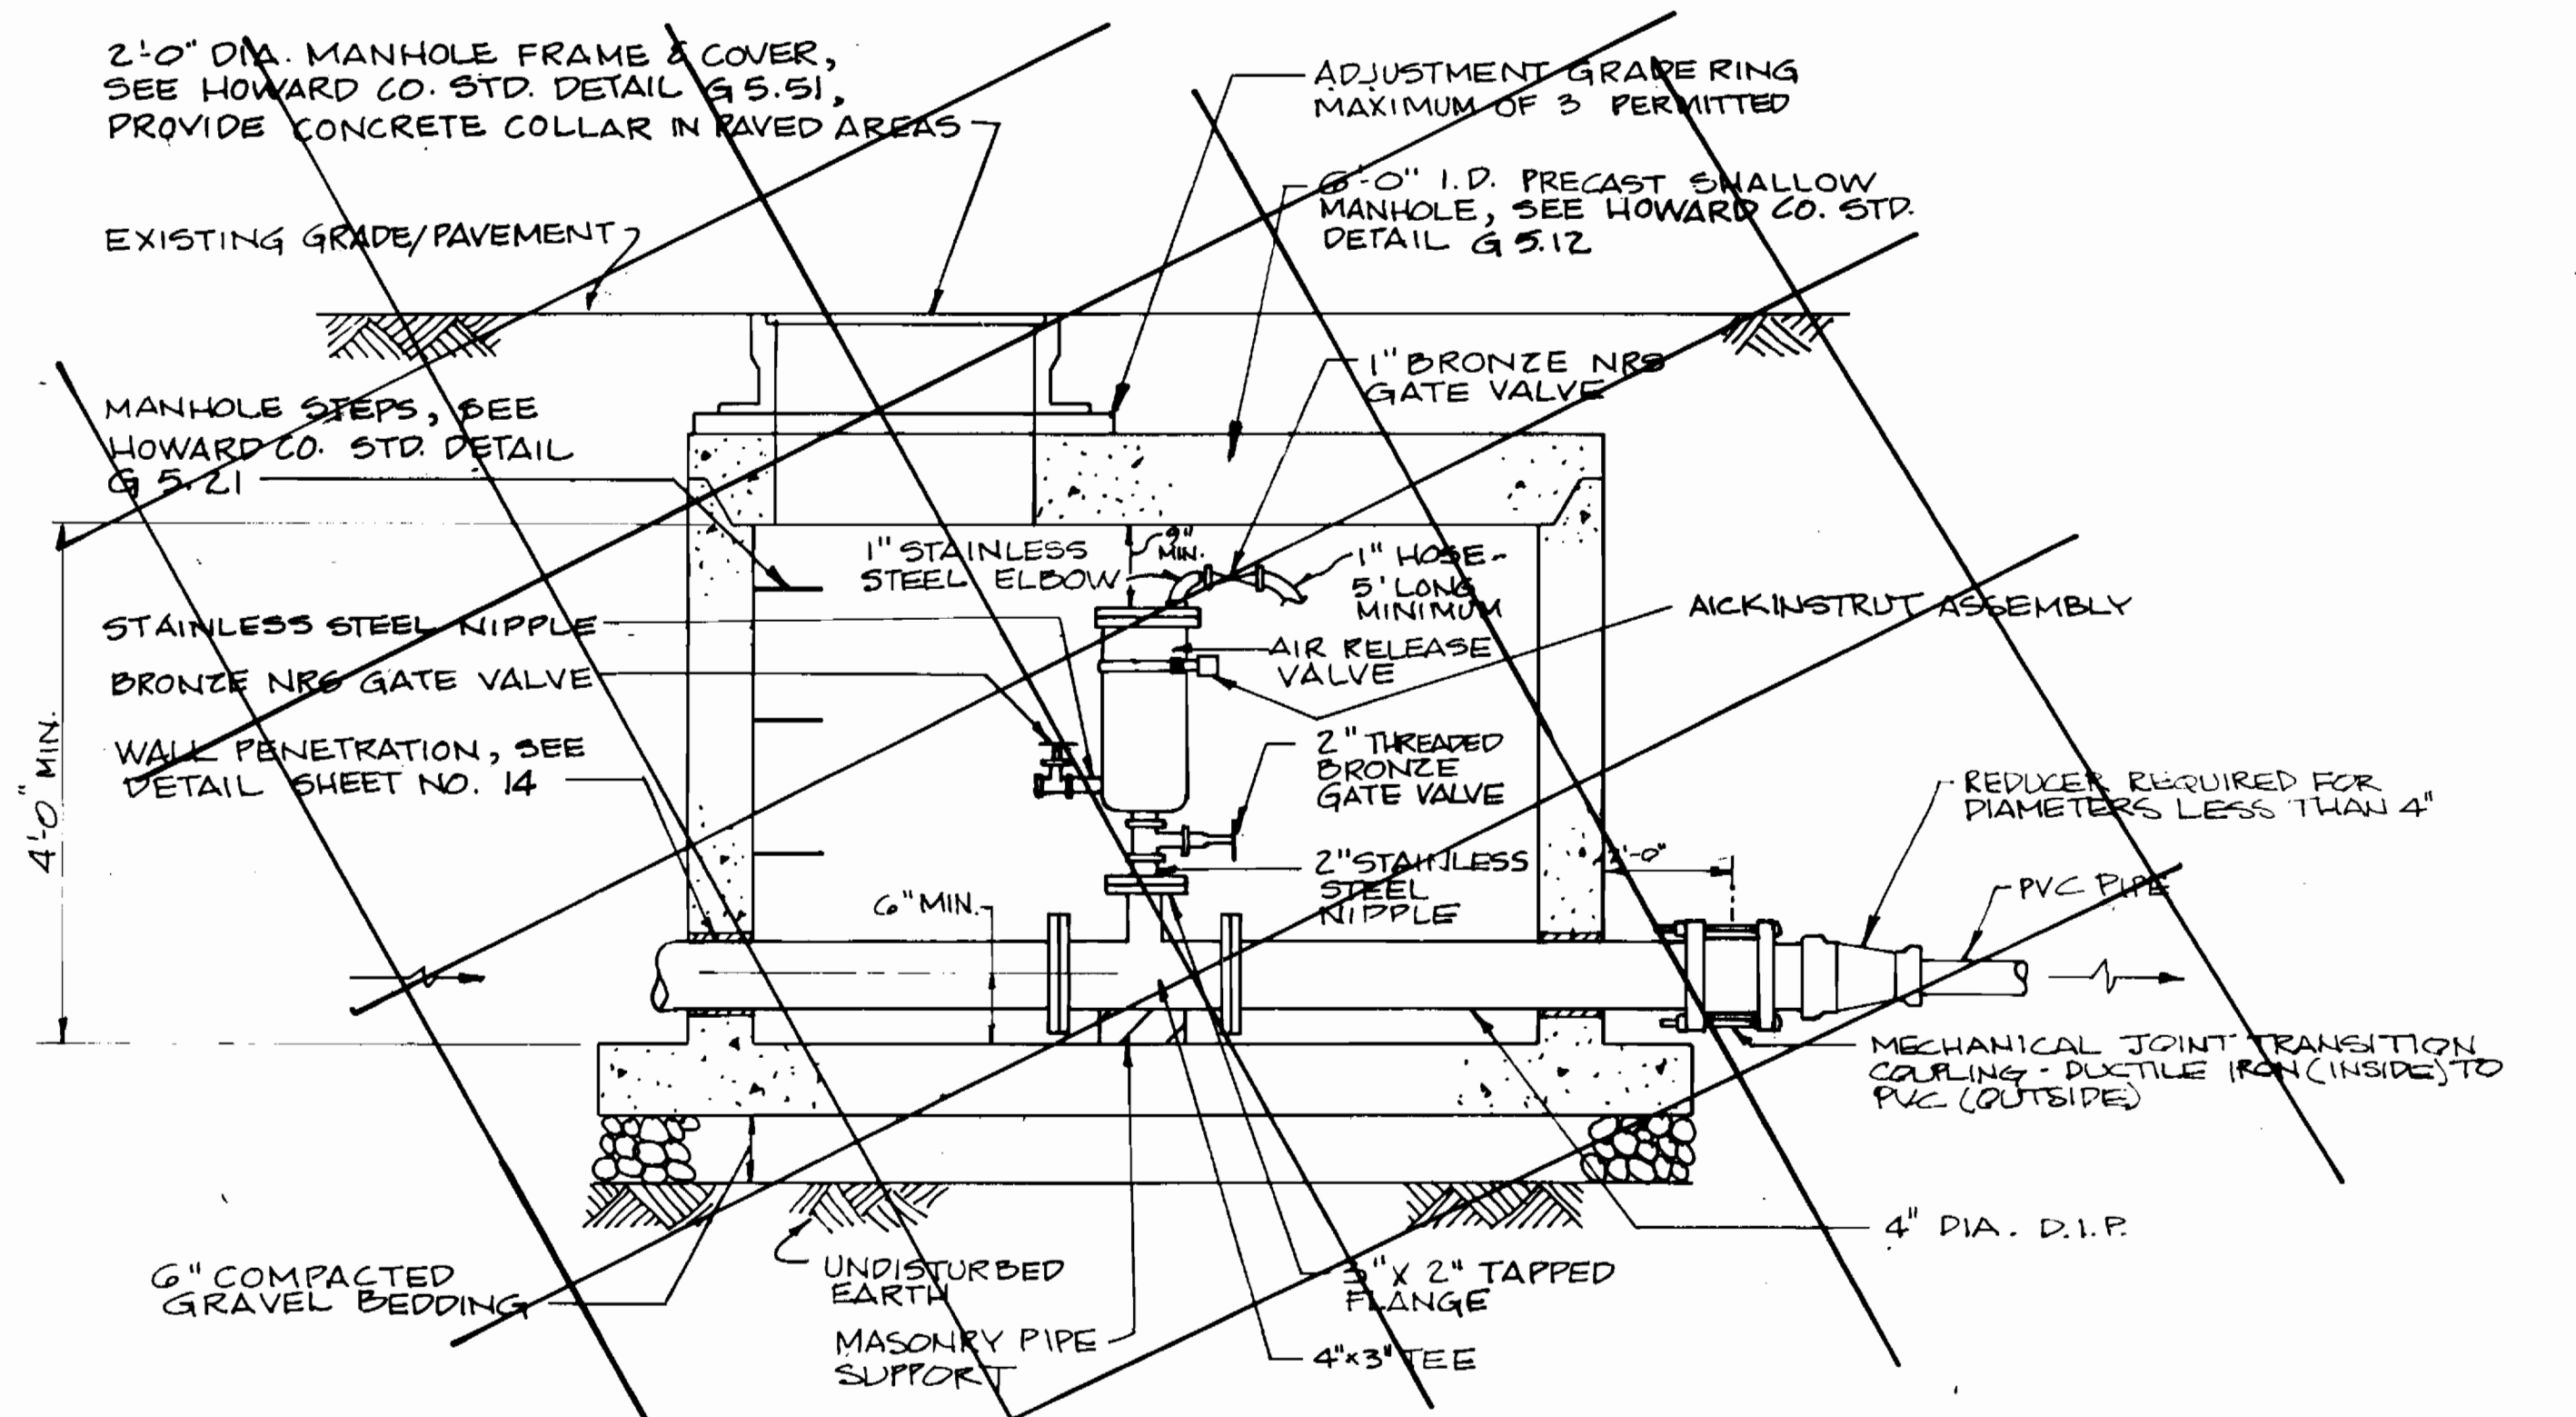 2'-0" DIA. MANHOLE FRAME & COVER,
SEE HOWARD CO. STD. DETAIL G 5.51,
PROVIDE CONCRETE COLLAR IN PAVED AREAS
EXISTING GRADE/PAVEMENT
MANHOLE STEPS, SEE
HOWARD CO. STD. DETAIL
G 5.21
STAINLESS STEEL NIPPLE
BRONZE NRS GATE VALVE
WALL PENETRATION, SEE
DETAIL SHEET NO. 14
4'-0" MIN.
6" COMPACTED
GRAVEL BEDDING
ADJUSTMENT GRADE RING
MAXIMUM OF 3 PERMITTED
6'-0" I.D. PRECAST SHALLOW
MANHOLE, SEE HOWARD CO. STD.
DETAIL G 5.12
1" BRONZE NRS
GATE VALVE
1" STAINLESS
STEEL ELBOW
9"
MIN.
1" HOSE-
5' LONG
MINIMUM
AICKINSTRUT ASSEMBLY
AIR RELEASE
VALVE
2" THREADED
BRONZE
GATE VALVE
2" STAINLESS
STEEL
NIPPLE
6" MIN.
REDUCER REQUIRED FOR
DIAMETERS LESS THAN 4"
PVC PIPE
MECHANICAL JOINT TRANSITION
COUPLING - DUCTILE IRON (INSIDE) TO
PVC (OUTSIDE)
4" DIA. D.I.P.
UNDISTURBED
EARTH
MASONRY PIPE
SUPPORT
3" X 2" TAPPED
FLANGE
4"x3" TEE